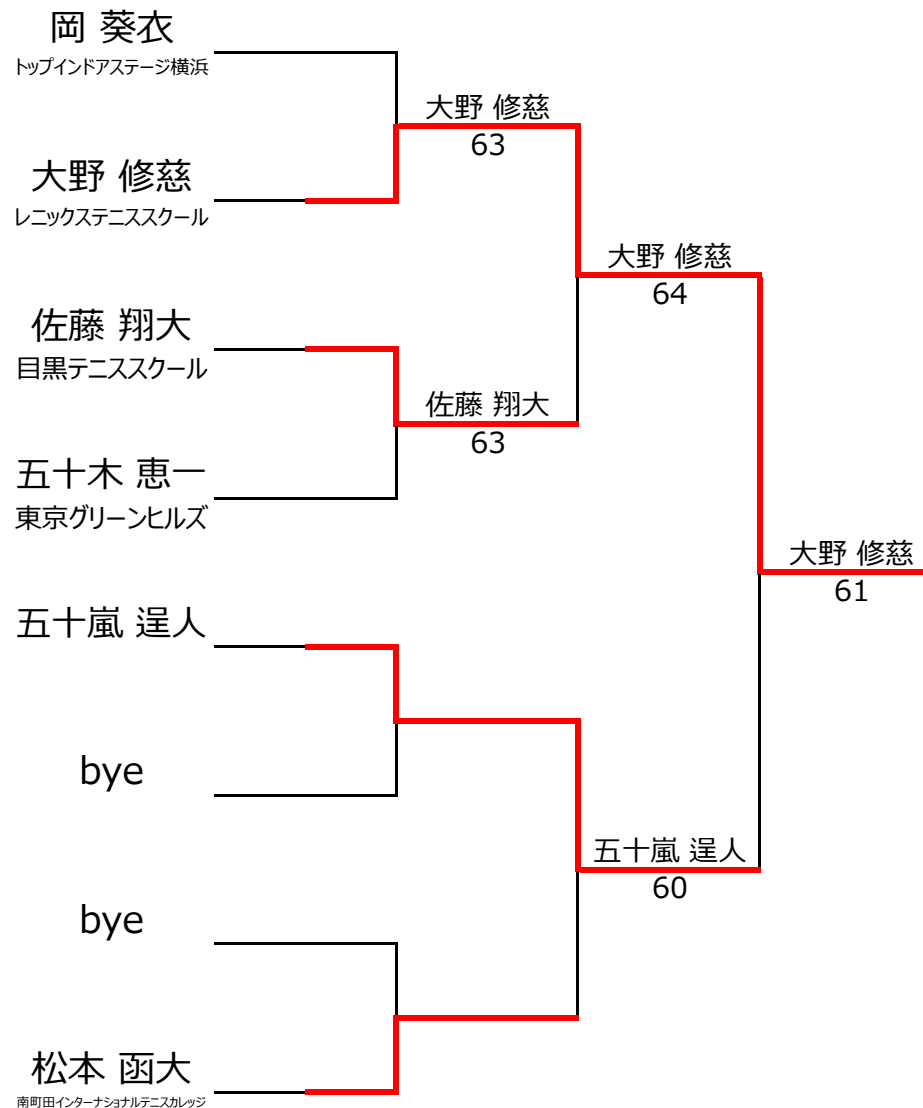 岡 葵衣
トップインドアステージ横浜
大野 修慈
63
大野 修慈
レニックステニススクール
大野 修慈
64
佐藤 翔大
目黒テニススクール
佐藤 翔大
63
五十木 恵一
東京グリーンヒルズ
大野 修慈
61
五十嵐 逞人
bye
五十嵐 逞人
60
bye
松本 函大
南町田インターナショナルテニスカレッジ